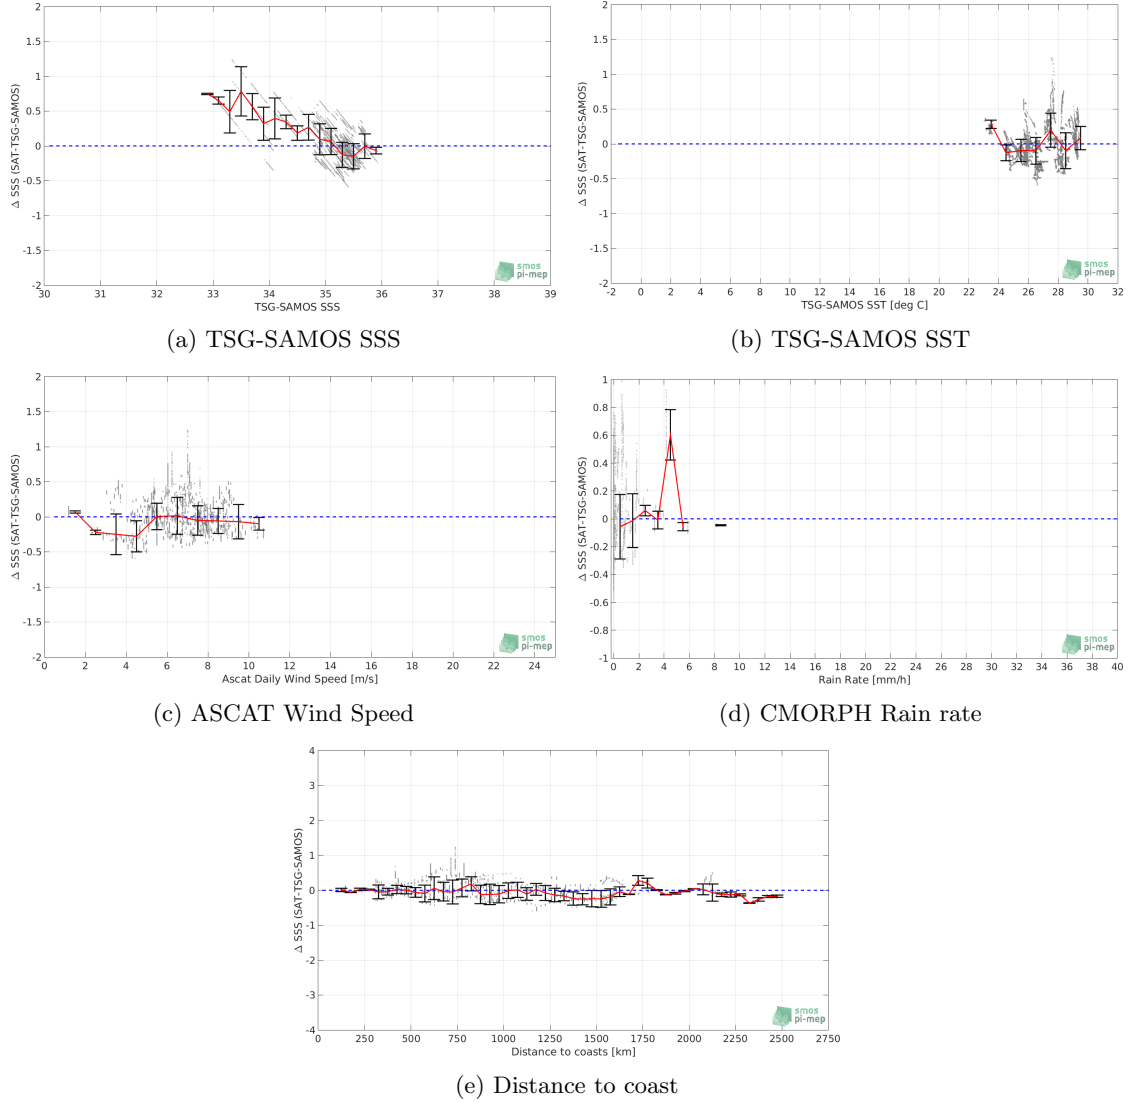 2
1.5
1
0.5
0
-0.5
-1
-1.5
-2
Δ SSS (SAT-TSG-SAMOS)
30 31 32 33 34 35 36 37 38 39
TSG-SAMOS SSS
smos
pi-mep
(a) TSG-SAMOS SSS
2
1.5
1
0.5
0
-0.5
-1
-1.5
-2
Δ SSS (SAT-TSG-SAMOS)
-2 0 2 4 6 8 10 12 14 16 18 20 22 24 26 28 30 32
TSG-SAMOS SST [deg C]
smos
pi-mep
(b) TSG-SAMOS SST
2
1.5
1
0.5
0
-0.5
-1
-1.5
-2
Δ SSS (SAT-TSG-SAMOS)
0 2 4 6 8 10 12 14 16 18 20 22 24
Ascat Daily Wind Speed [m/s]
smos
pi-mep
(c) ASCAT Wind Speed
1
0.8
0.6
0.4
0.2
0
-0.2
-0.4
-0.6
-0.8
-1
Δ SSS (SAT-TSG-SAMOS)
0 2 4 6 8 10 12 14 16 18 20 22 24 26 28 30 32 34 36 38 40
Rain Rate [mm/h]
smos
pi-mep
(d) CMORPH Rain rate
4
3
2
1
0
-1
-2
-3
-4
Δ SSS (SAT-TSG-SAMOS)
0 250 500 750 1000 1250 1500 1750 2000 2250 2500 2750
Distance to coasts [km]
smos
pi-mep
(e) Distance to coast